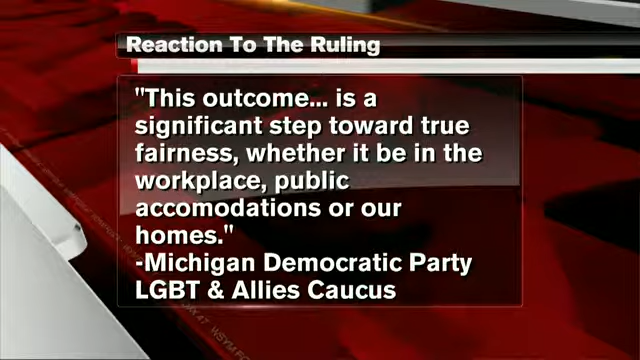 Reaction To The Ruling
"This outcome... is a
significant step toward true
fairness, whether it be in the
workplace, public
accomodations or our
homes."
-Michigan Democratic Party
LGBT & Allies Caucus